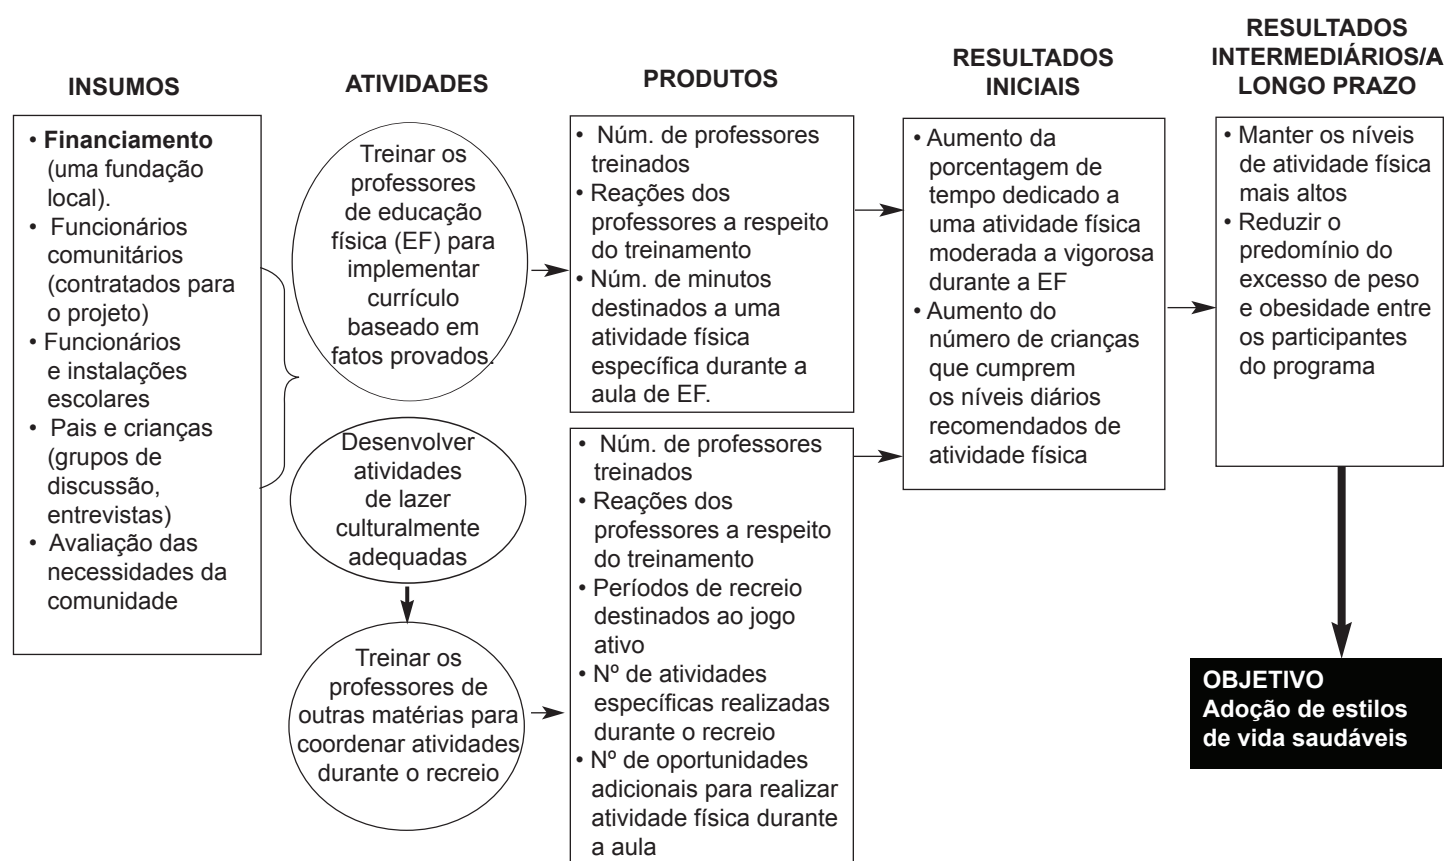 INSUMOS
• Financiamento
(uma fundação
local).
• Funcionários
comunitários
(contratados para
o projeto)
• Funcionários
e instalações
escolares
• Pais e crianças
(grupos de
discussão,
entrevistas)
• Avaliação das
necessidades da
comunidade
ATIVIDADES
Treinar os
professores
de educação
física (EF) para
implementar
currículo
baseado em
fatos provados.
Desenvolver
atividades
de lazer
culturalmente
adequadas
Treinar os
professores de
outras matérias para
coordenar atividades
durante o recreio
PRODUTOS
• Núm. de professores
treinados
• Reações dos
professores a respeito
do treinamento
• Núm. de minutos
destinados a uma
atividade física
específica durante a
aula de EF.
• Núm. de professores
treinados
• Reações dos
professores a respeito
do treinamento
• Períodos de recreio
destinados ao jogo
ativo
• Nº de atividades
específicas realizadas
durante o recreio
• Nº de oportunidades
adicionais para realizar
atividade física durante
a aula
RESULTADOS
INICIAIS
• Aumento da
porcentagem de
tempo dedicado a
uma atividade física
moderada a vigorosa
durante a EF
• Aumento do
número de crianças
que cumprem
os níveis diários
recomendados de
atividade física
RESULTADOS
INTERMEDIÁRIOS/A
LONGO PRAZO
• Manter os níveis
de atividade física
mais altos
• Reduzir o
predomínio do
excesso de peso
e obesidade entre
os participantes
do programa
OBJETIVO
Adoção de estilos
de vida saudáveis